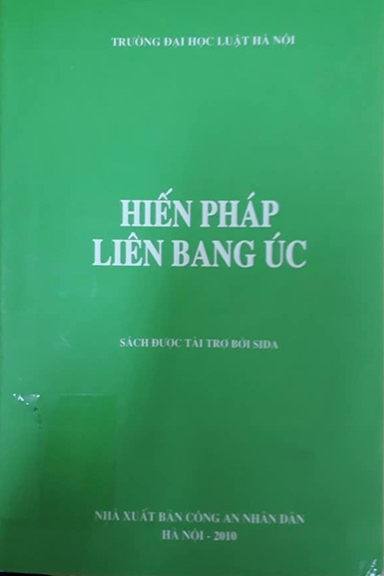 TRƯỜNG ĐẠI HỌC LUẬT HÀ NỘI
HIẾN PHÁP
LIÊN BANG ÚC
SÁCH ĐƯỢC TÀI TRỢ BỞI SIDA
NHÀ XUẤT BẢN CÔNG AN NHÂN DÂN
HÀ NỘI - 2010